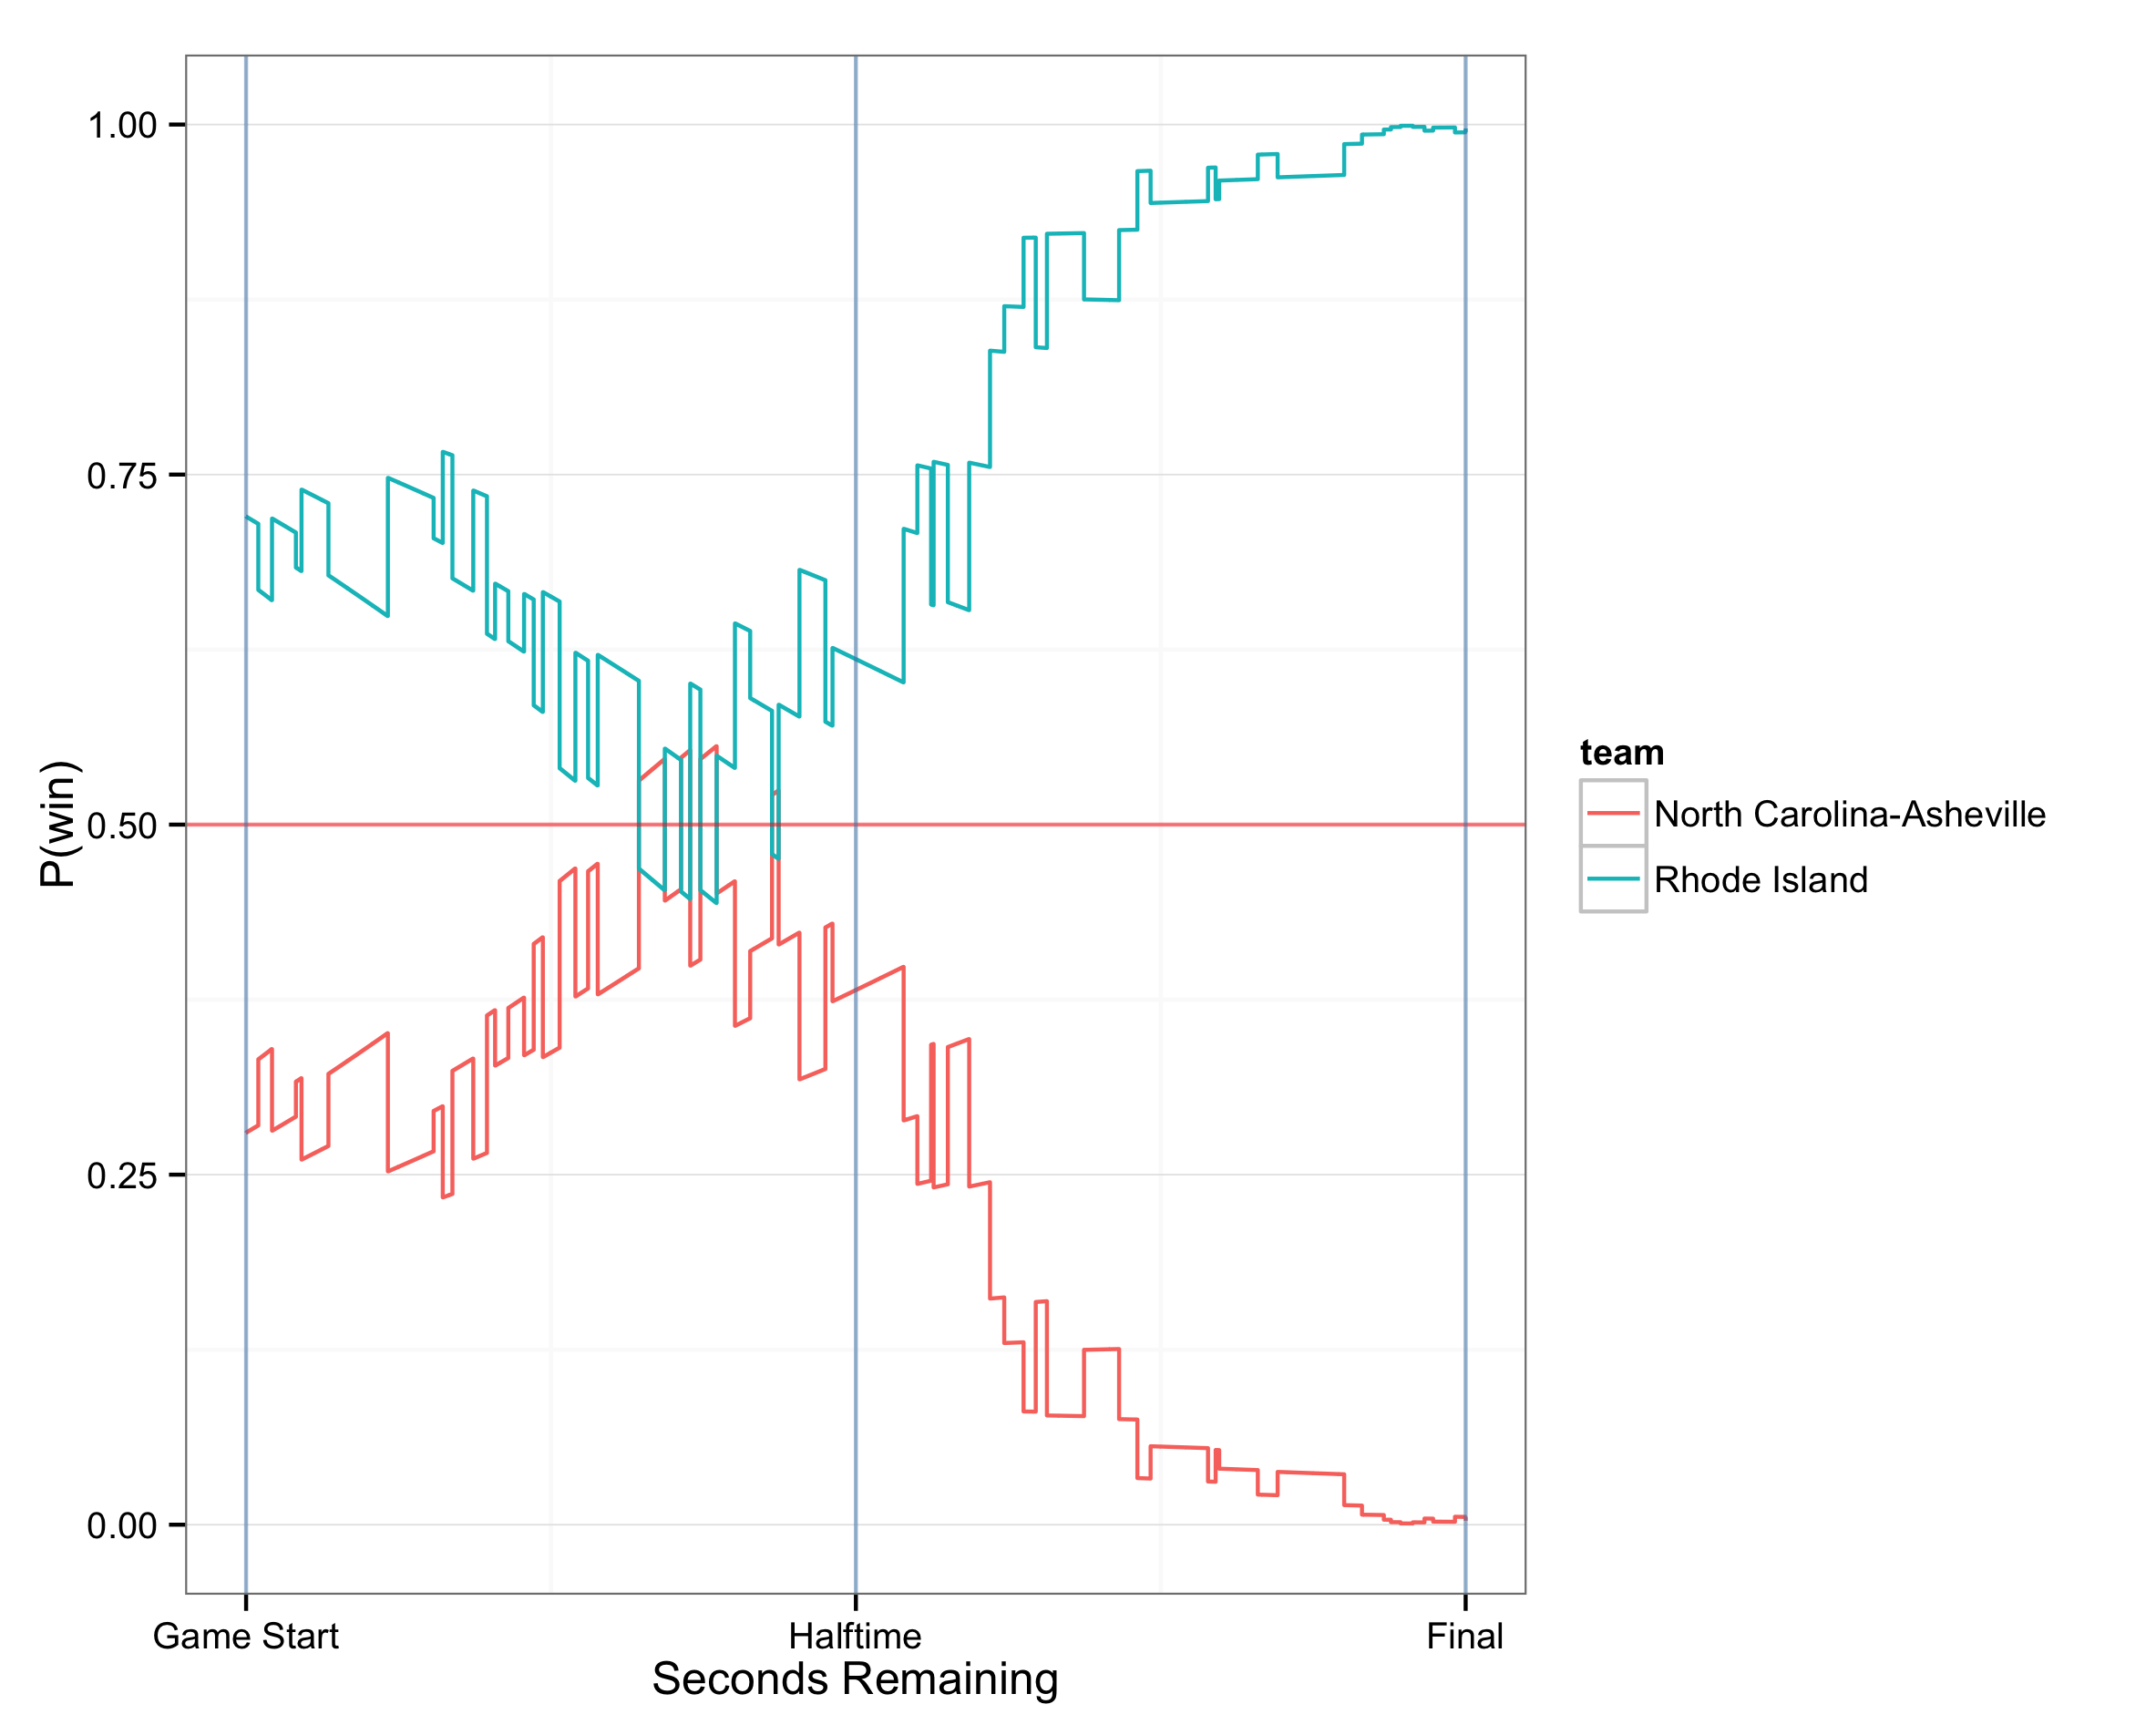 1.00
0.75
0.50
0.25
0.00
P(win)
Game Start
Halftime
Final
Seconds Remaining
team
North Carolina-Asheville
Rhode Island